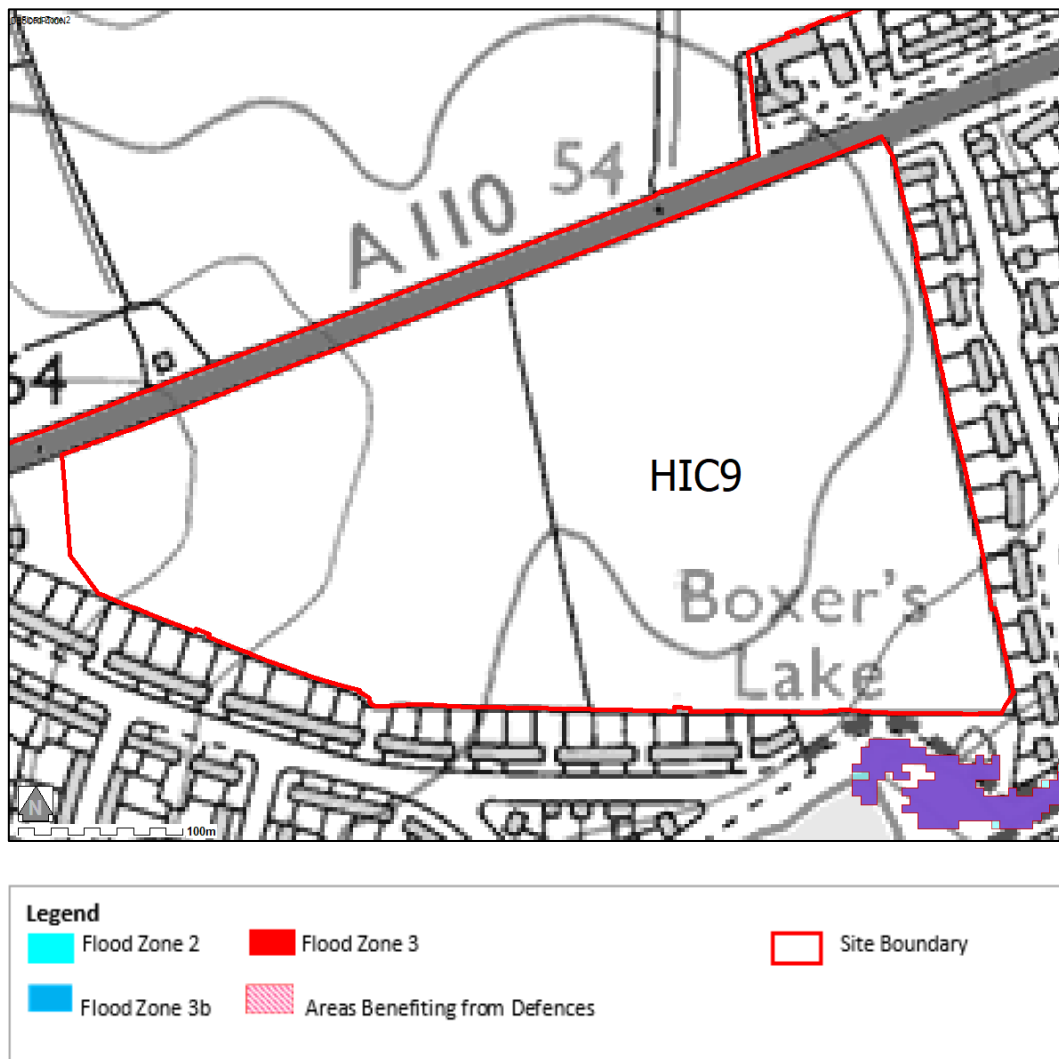 A110 54
54
HIC9
Boxer's
Lake
N
100m
Legend
Flood Zone 2
Flood Zone 3
Site Boundary
Flood Zone 3b
Areas Benefiting from Defences